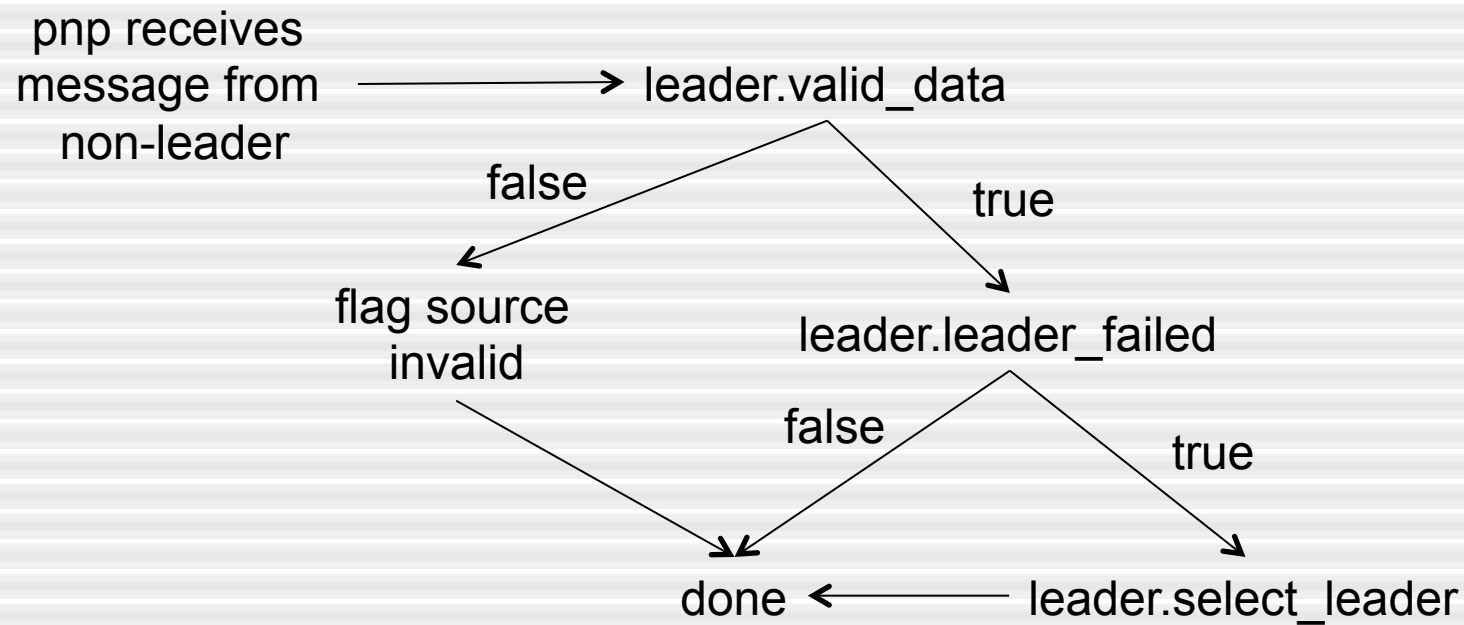 pnp receives
message from
non-leader
leader.valid_data
false
true
flag source
invalid
leader.leader_failed
false
true
done
leader.select_leader